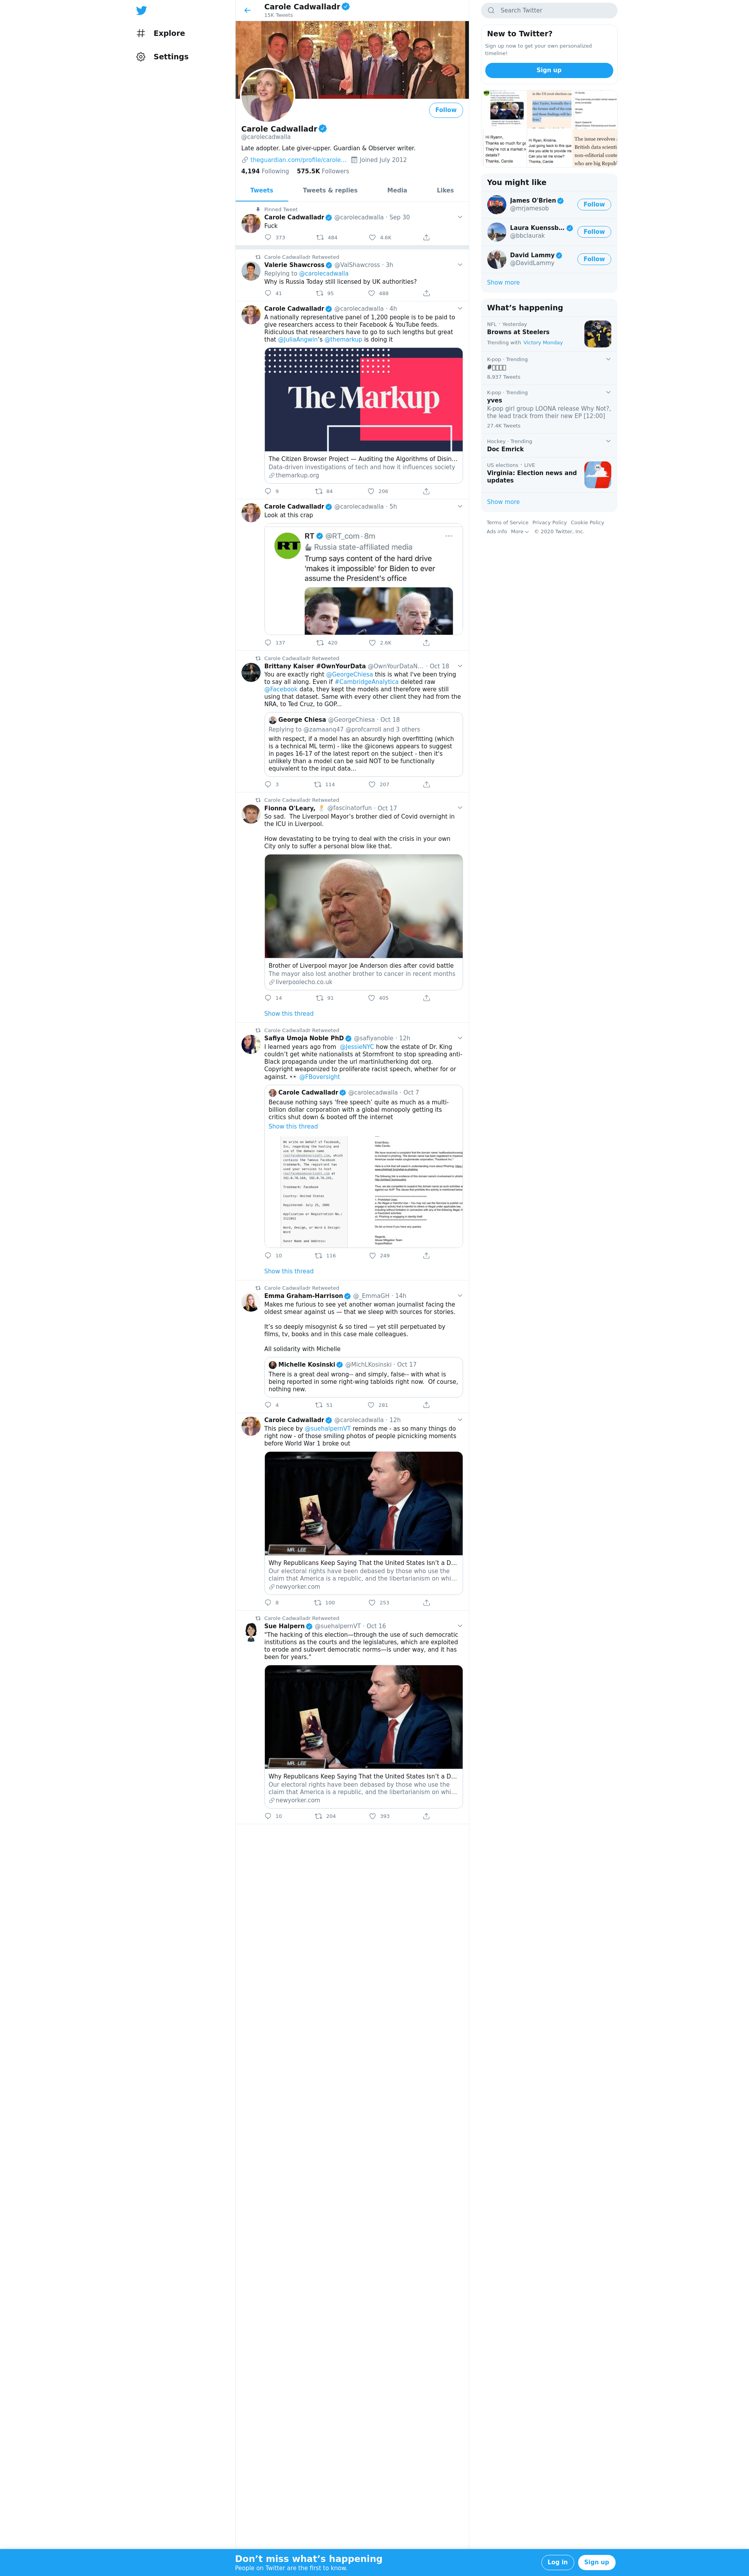 Explore
Settings
Carole Cadwalladr
15K Tweets
Follow
Carole Cadwalladr
@carolecadwalla
Late adopter. Late giver-upper. Guardian & Observer writer.
theguardian.com/profile/carole… Joined July 2012
4,194 Following 575.5K Followers
Tweets Tweets & replies Media Likes
Pinned Tweet
Carole Cadwalladr @carolecadwalla · Sep 30
Fuck
373 484 4.6K
Carole Cadwalladr Retweeted
Valerie Shawcross @ValShawcross · 3h
Replying to @carolecadwalla
Why is Russia Today still licensed by UK authorities?
41 95 488
Carole Cadwalladr @carolecadwalla · 4h
A nationally representative panel of 1,200 people is to be paid to
give researchers access to their Facebook & YouTube feeds.
Ridiculous that researchers have to go to such lengths but great
that @JuliaAngwin's @themarkup is doing it
The Markup
The Citizen Browser Project — Auditing the Algorithms of Disin…
Data-driven investigations of tech and how it influences society
themarkup.org
9 84 206
Carole Cadwalladr @carolecadwalla · 5h
Look at this crap
RT @RT_com · 8m
Russia state-affiliated media
Trump says content of the hard drive
'makes it impossible' for Biden to ever
assume the President's office
137 420 2.6K
Carole Cadwalladr Retweeted
Brittany Kaiser #OwnYourData @OwnYourDataN… · Oct 18
You are exactly right @GeorgeChiesa this is what I've been trying
to say all along. Even if #CambridgeAnalytica deleted raw
@Facebook data, they kept the models and therefore were still
using that dataset. Same with every other client they had from the
NRA, to Ted Cruz, to GOP...
George Chiesa @GeorgeChiesa · Oct 18
Replying to @zamaanq47 @profcarroll and 3 others
with respect, if a model has an absurdly high overfitting (which
is a technical ML term) - like the @iconews appears to suggest
in pages 16-17 of the latest report on the subject - then it's
unlikely than a model can be said NOT to be functionally
equivalent to the input data...
3 114 207
Carole Cadwalladr Retweeted
Fionna O'Leary, @fascinatorfun · Oct 17
So sad. The Liverpool Mayor's brother died of Covid overnight in
the ICU in Liverpool.
How devastating to be trying to deal with the crisis in your own
City only to suffer a personal blow like that.
Brother of Liverpool mayor Joe Anderson dies after covid battle
The mayor also lost another brother to cancer in recent months
liverpoolecho.co.uk
14 91 405
Show this thread
Carole Cadwalladr Retweeted
Safiya Umoja Noble PhD @safiyanoble · 12h
I learned years ago from @JessieNYC how the estate of Dr. King
couldn't get white nationalists at Stormfront to stop spreading anti-
Black propaganda under the url martinlutherking dot org.
Copyright weaponized to proliferate racist speech, whether for or
against. 👀 @FBoversight
Carole Cadwalladr @carolecadwalla · Oct 7
Because nothing says 'free speech' quite as much as a multi-
billion dollar corporation with a global monopoly getting its
critics shut down & booted off the internet
Show this thread
10 116 249
Show this thread
Carole Cadwalladr Retweeted
Emma Graham-Harrison @_EmmaGH · 14h
Makes me furious to see yet another woman journalist facing the
oldest smear against us — that we sleep with sources for stories.
It's so deeply misogynist & so tired — yet still perpetuated by
films, tv, books and in this case male colleagues.
All solidarity with Michelle
Michelle Kosinski @MichLKosinski · Oct 17
There is a great deal wrong-- and simply, false-- with what is
being reported in some right-wing tabloids right now. Of course,
nothing new.
4 51 281
Carole Cadwalladr @carolecadwalla · 12h
This piece by @suehalpernVT reminds me - as so many things do
right now - of those smiling photos of people picnicking moments
before World War 1 broke out
MR. LEE
Why Republicans Keep Saying That the United States Isn't a D…
Our electoral rights have been debased by those who use the
claim that America is a republic, and the libertarianism on whi…
newyorker.com
8 100 253
Carole Cadwalladr Retweeted
Sue Halpern @suehalpernVT · Oct 16
"The hacking of this election—through the use of such democratic
institutions as the courts and the legislatures, which are exploited
to erode and subvert democratic norms—is under way, and it has
been for years."
MR. LEE
Why Republicans Keep Saying That the United States Isn't a D…
Our electoral rights have been debased by those who use the
claim that America is a republic, and the libertarianism on whi…
newyorker.com
10 204 393
Search Twitter
New to Twitter?
Sign up now to get your own personalized
timeline!
Sign up
You might like
James O'Brien
@mrjamesob
Follow
Laura Kuenssb…
@bbclaurak
Follow
David Lammy
@DavidLammy
Follow
Show more
What's happening
NFL · Yesterday
Browns at Steelers
Trending with Victory Monday
K-pop · Trending
8,937 Tweets
K-pop · Trending
yves
K-pop girl group LOONA release Why Not?,
the lead track from their new EP [12:00]
27.4K Tweets
Hockey · Trending
Doc Emrick
US elections · LIVE
Virginia: Election news and
updates
Show more
Terms of Service Privacy Policy Cookie Policy
Ads info More © 2020 Twitter, Inc.
Don't miss what's happening
People on Twitter are the first to know.
Log in Sign up